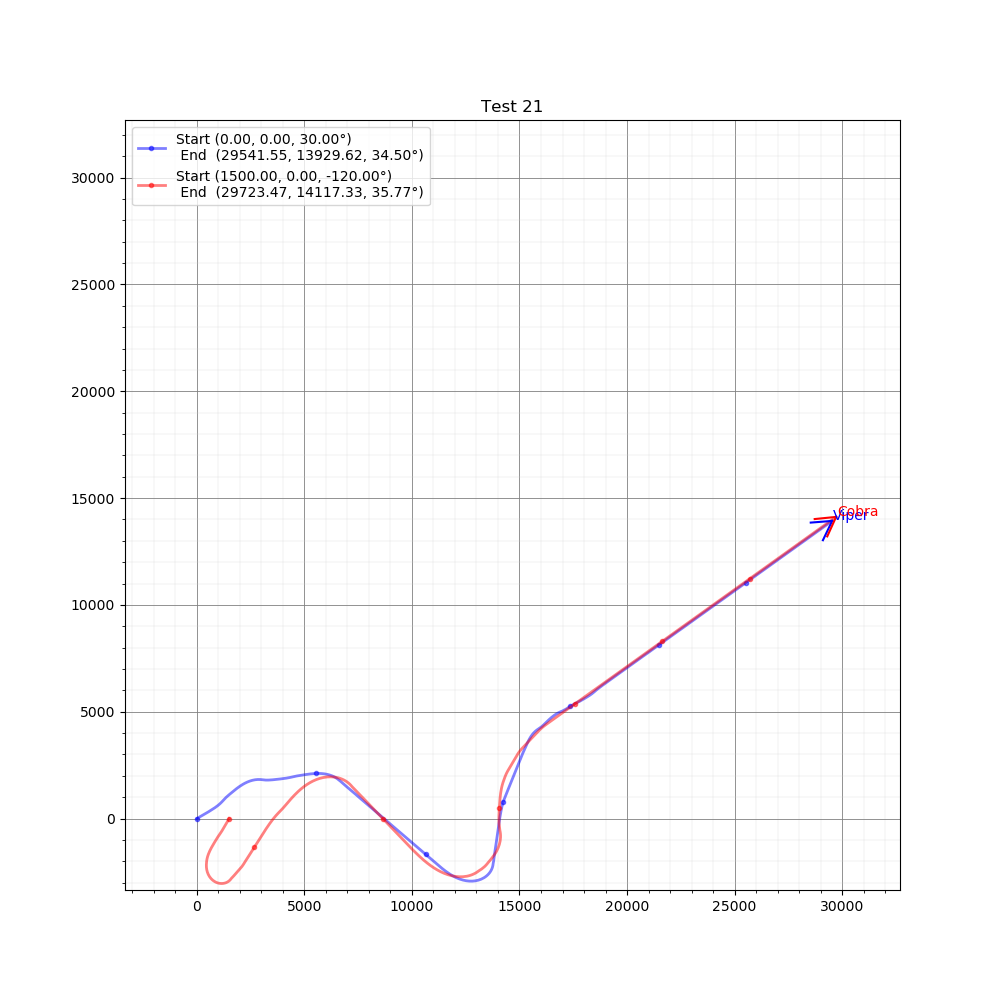 Test 21
Start (0.00, 0.00, 30.00°)
End (29541.55, 13929.62, 34.50°)
Start (1500.00, 0.00, -120.00°)
End (29723.47, 14117.33, 35.77°)
30000
25000
20000
15000
10000
5000
0
Cobra
Viper
0 5000 10000 15000 20000 25000 30000